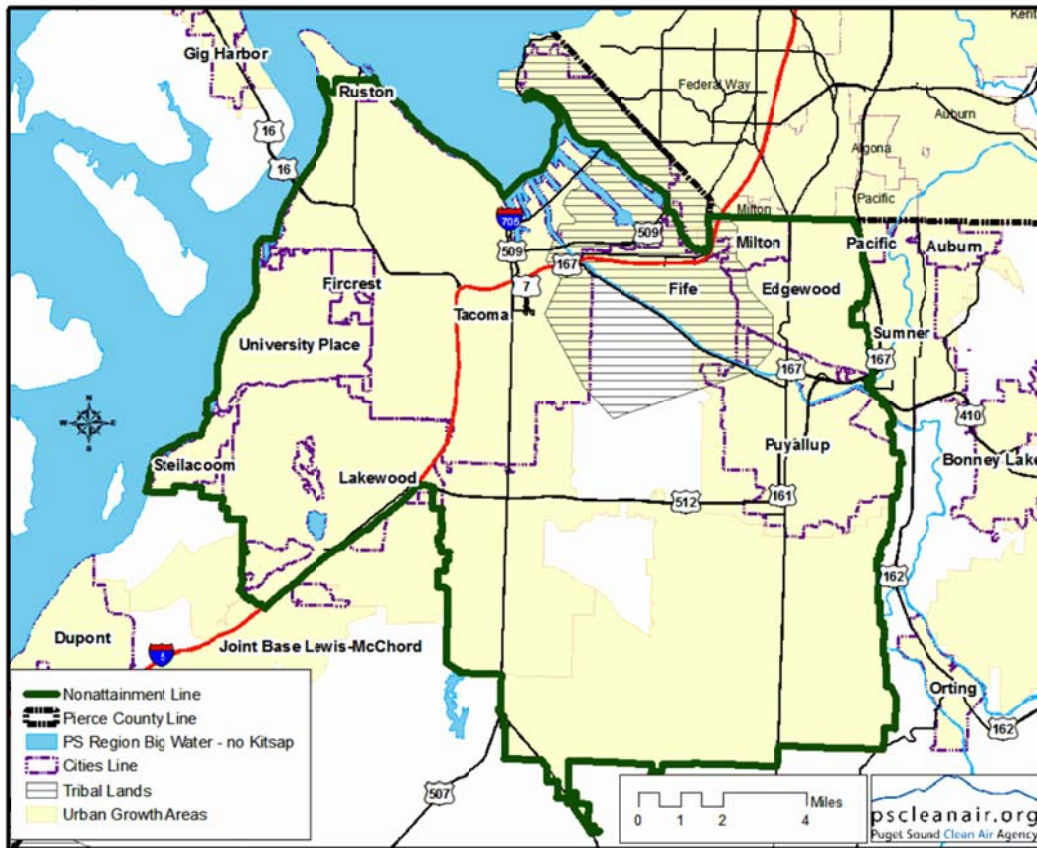 Kent
Gig Harbor
Ruston
Federal Way
Auburn
16
16
Algona
Pacific
705
509
509
Milton
Milton
Pacific
Auburn
167
Fircrest
7
Fife
Edgewood
Tacoma
Sumner
University Place
167
167
N
W
E
S
410
Puyallup
Steilacoom
Lakewood
Bonney Lake
512
161
162
Dupont
5
Joint Base Lewis-McChord
Orting
162
507
Nonattainment Line
Pierce County Line
PS Region Big Water - no Kitsap
Cities Line
Tribal Lands
Urban Growth Areas
Miles
0 1 2 4
pscleanair.org
Puget Sound Clean Air Agency